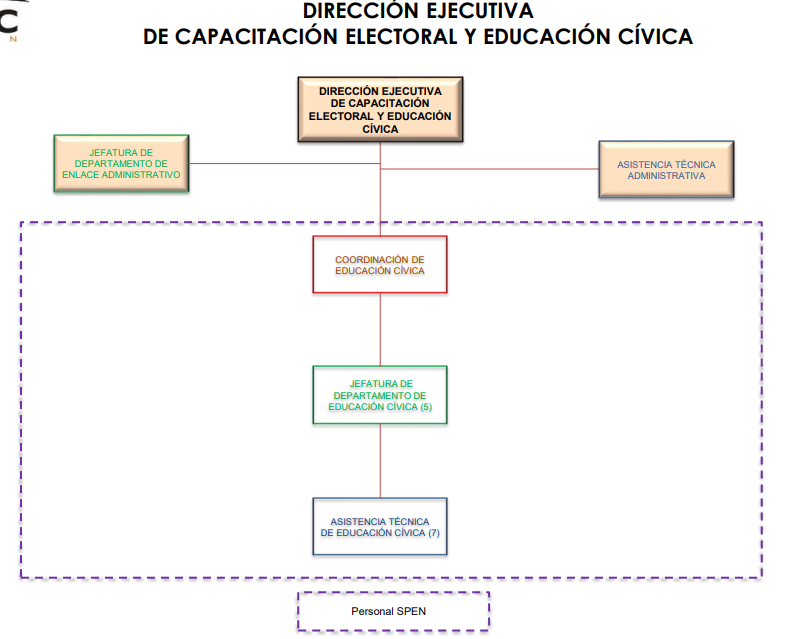 C
N
DIRECCIÓN EJECUTIVA
DE CAPACITACIÓN ELECTORAL Y EDUCACIÓN CÍVICA
DIRECCIÓN EJECUTIVA
DE CAPACITACIÓN
ELECTORAL Y EDUCACIÓN
CÍVICA
JEFATURA DE
DEPARTAMENTO DE
ENLACE ADMINISTRATIVO
ASISTENCIA TÉCNICA
ADMINISTRATIVA
COORDINACIÓN DE
EDUCACIÓN CÍVICA
JEFATURA DE
DEPARTAMENTO DE
EDUCACIÓN CÍVICA (5)
ASISTENCIA TÉCNICA
DE EDUCACIÓN CÍVICA (7)
Personal SPEN